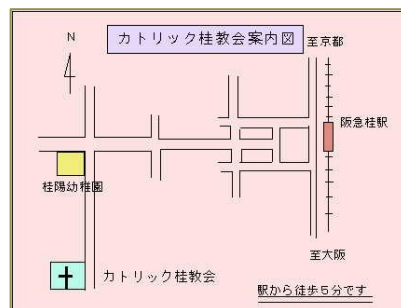 N
カトリック桂教会案内図
至京都
阪急桂駅
桂陽幼稚園
至大阪
カトリック桂教会
駅から徒歩5分です